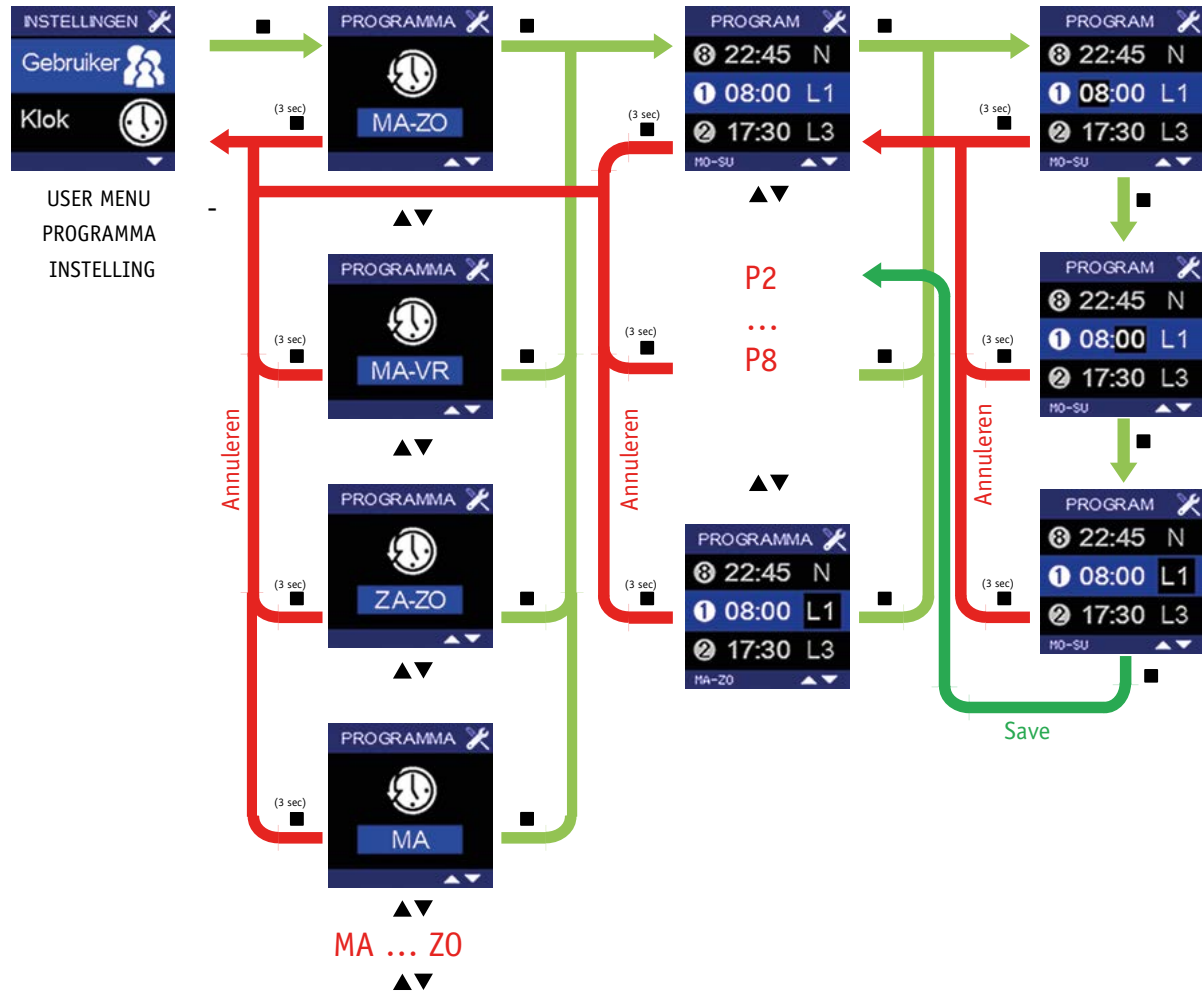 INSTELLINGEN
Gebruiker
Klok
USER MENU
-
PROGRAMMA
INSTELLING
PROGRAMMA
MA-ZO
(3 sec)
PROGRAMMA
MA-VR
(3 sec)
PROGRAMMA
ZA-ZO
(3 sec)
PROGRAMMA
MA
(3 sec)
MA ... ZO
Annuleren
PROGRAM
8 22:45 N
1 08:00 L1
2 17:30 L3
MO-SU
(3 sec)
P2
...
P8
(3 sec)
Annuleren
PROGRAMMA
8 22:45 N
1 08:00 L1
2 17:30 L3
MA-ZO
(3 sec)
PROGRAM
8 22:45 N
1 08:00 L1
2 17:30 L3
MO-SU
(3 sec)
PROGRAM
8 22:45 N
1 08:00 L1
2 17:30 L3
MO-SU
(3 sec)
Annuleren
PROGRAM
8 22:45 N
1 08:00 L1
2 17:30 L3
MO-SU
(3 sec)
Save